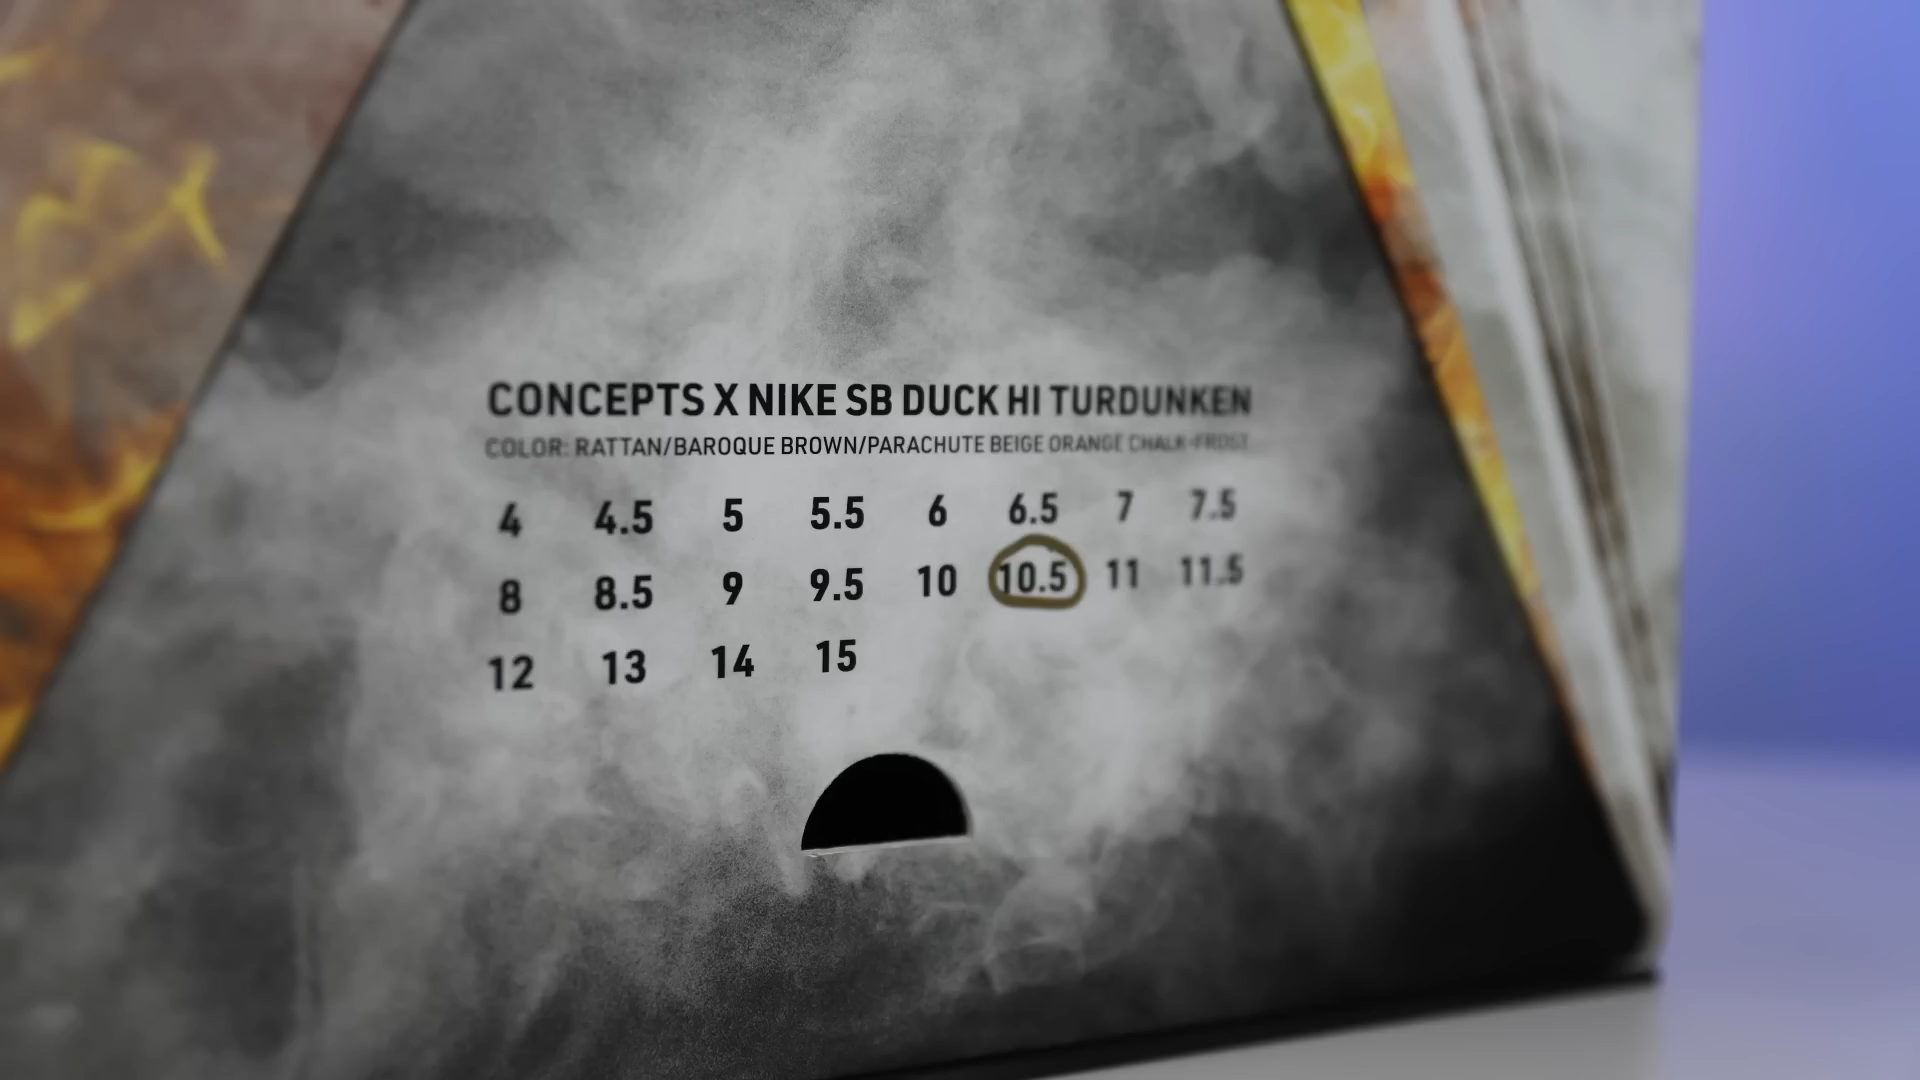 CONCEPTS X NIKE SB DUCK HI TURDUNKEN
COLOR: RATTAN/BAROQUE BROWN/PARACHUTE BEIGE ORANGE CHALK-FROST
4 4.5 5 5.5 6 6.5 7 7.5
8 8.5 9 9.5 10 10.5 11 11.5
12 13 14 15